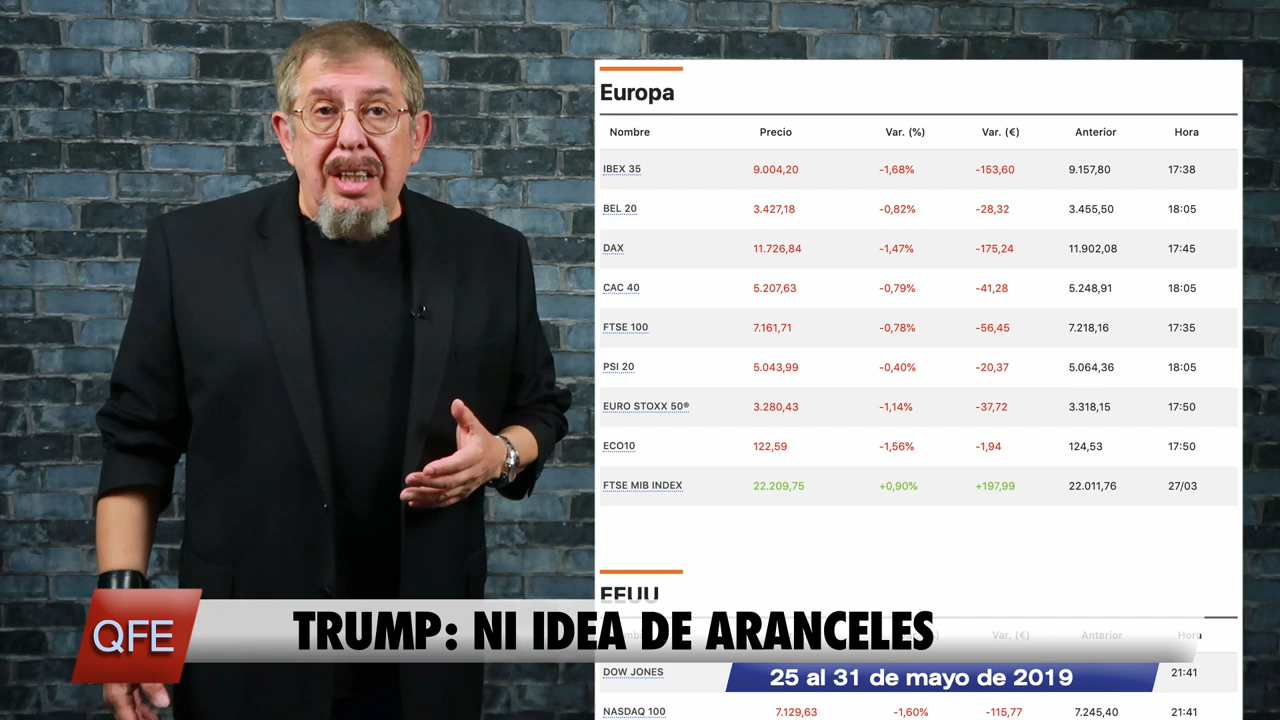 Europa
Nombre Precio Var. (%) Var. (€) Anterior Hora
IBEX 35 9.004,20 -1,68% -153,60 9.157,80 17:38
BEL 20 3.427,18 -0,82% -28,32 3.455,50 18:05
DAX 11.726,84 -1,47% -175,24 11.902,08 17:45
CAC 40 5.207,63 -0,79% -41,28 5.248,91 18:05
FTSE 100 7.161,71 -0,78% -56,45 7.218,16 17:35
PSI 20 5.043,99 -0,40% -20,37 5.064,36 18:05
EURO STOXX 50® 3.280,43 -1,14% -37,72 3.318,15 17:50
ECO10 122,59 -1,56% -1,94 124,53 17:50
FTSE MIB INDEX 22.209,75 +0,90% +197,99 22.011,76 27/03
EEUU
Var. (€) Anterior Hora
QFE
TRUMP: NI IDEA DE ARANCELES
DOW JONES 21:41
25 al 31 de mayo de 2019
NASDAQ 100 7.129,63 -1,60% -115,77 7.245,40 21:41